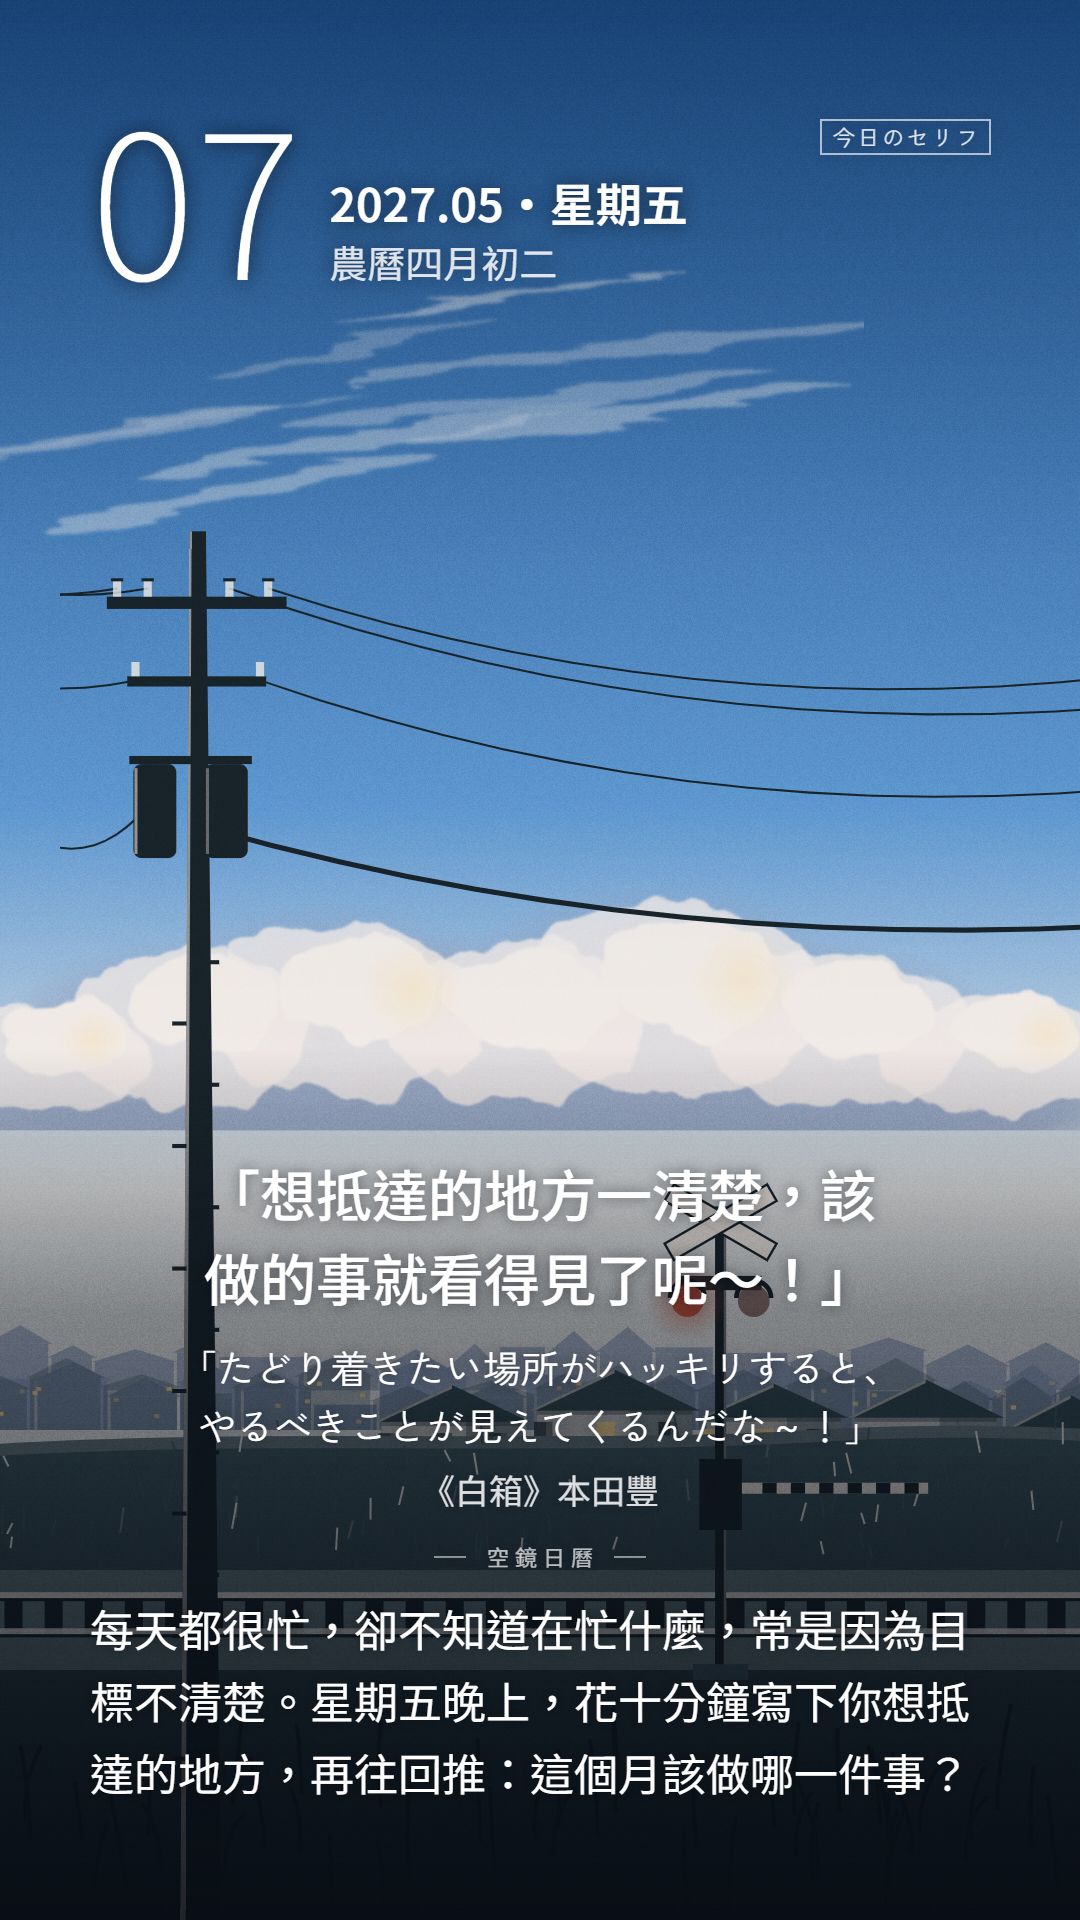 07
今日のセリフ
2027.05・星期五
農曆四月初二
「想抵達的地方一清楚，該
做的事就看得見了呢～！」
「たどり着きたい場所がハッキリすると、
やるべきことが見えてくるんだな～！」
《白箱》本田豐
空鏡日曆
每天都很忙，卻不知道在忙什麼，常是因為目
標不清楚。星期五晚上，花十分鐘寫下你想抵
達的地方，再往回推：這個月該做哪一件事？